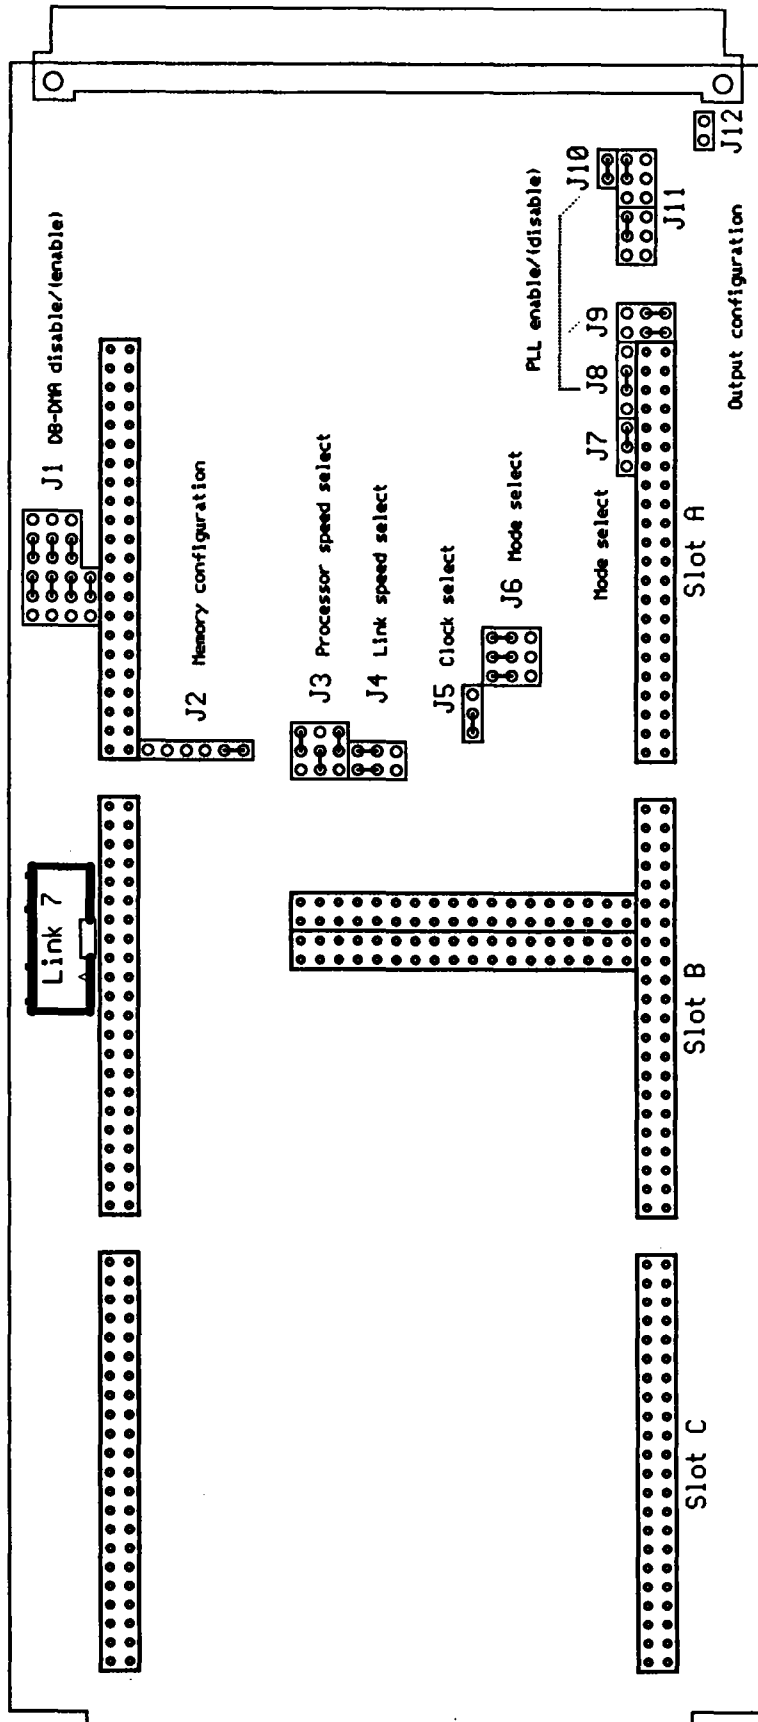 J1 DB-DMA disable/(enable)
Link 7
J2 Memory configuration
J3 Processor speed select
J4 Link speed select
J5 Clock select
J6 Mode select
PLL enable/(disable)
J10
J9
J8
J7
Mode select
J11
J12
Output configuration
Slot A
Slot B
Slot C